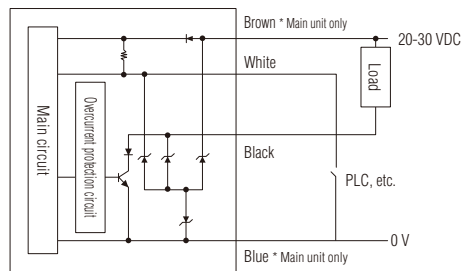 Brown * Main unit only
20-30 VDC
White
Load
Main circuit
Overcurrent protection circuit
Black
PLC, etc.
0 V
Blue * Main unit only